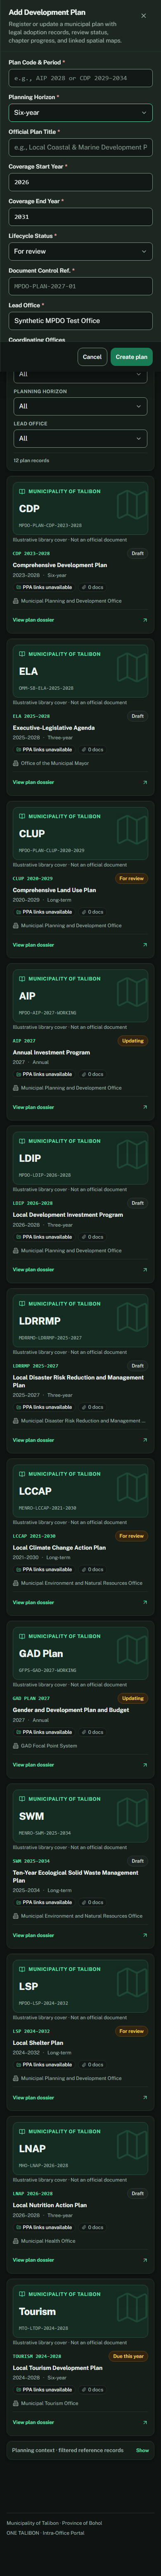 Add Development Plan
Register or update a municipal plan with
legal adoption records, review status,
chapter progress, and linked spatial maps.
Plan Code & Period *
e.g., AIP 2028 or CDP 2029–2034
Planning Horizon *
Six-year
Official Plan Title *
e.g., Local Coastal & Marine Development P
Coverage Start Year *
2026
Coverage End Year *
2031
Lifecycle Status *
For review
Document Control Ref. *
MPDO-PLAN-2027-01
Lead Office *
Synthetic MPDO Test Office
Coordinating Offices
Cancel
Create plan
All
PLANNING HORIZON
All
LEAD OFFICE
All
12 plan records
MUNICIPALITY OF TALIBON
CDP
MPDO-PLAN-CDP-2023-2028
Illustrative library cover · Not an official document
CDP 2023-2028
Draft
Comprehensive Development Plan
2023–2028 · Six-year
PPA links unavailable
0 docs
Municipal Planning and Development Office
View plan dossier
MUNICIPALITY OF TALIBON
ELA
OMM-SB-ELA-2025-2028
Illustrative library cover · Not an official document
ELA 2025-2028
Draft
Executive-Legislative Agenda
2025–2028 · Three-year
PPA links unavailable
0 docs
Office of the Municipal Mayor
View plan dossier
MUNICIPALITY OF TALIBON
CLUP
MPDO-PLAN-CLUP-2020-2029
Illustrative library cover · Not an official document
CLUP 2020-2029
For review
Comprehensive Land Use Plan
2020–2029 · Long-term
PPA links unavailable
0 docs
Municipal Planning and Development Office
View plan dossier
MUNICIPALITY OF TALIBON
AIP
MPDO-AIP-2027-WORKING
Illustrative library cover · Not an official document
AIP 2027
Updating
Annual Investment Program
2027 · Annual
PPA links unavailable
0 docs
Municipal Planning and Development Office
View plan dossier
MUNICIPALITY OF TALIBON
LDIP
MPDO-LDIP-2026-2028
Illustrative library cover · Not an official document
LDIP 2026-2028
Draft
Local Development Investment Program
2026–2028 · Three-year
PPA links unavailable
0 docs
Municipal Planning and Development Office
View plan dossier
MUNICIPALITY OF TALIBON
LDRRMP
MDRRMO-LDRRMP-2025-2027
Illustrative library cover · Not an official document
LDRRMP 2025-2027
Draft
Local Disaster Risk Reduction and Management
Plan
2025–2027 · Three-year
PPA links unavailable
0 docs
Municipal Disaster Risk Reduction and Management ...
View plan dossier
MUNICIPALITY OF TALIBON
LCCAP
MENRO-LCCAP-2021-2030
Illustrative library cover · Not an official document
LCCAP 2021-2030
For review
Local Climate Change Action Plan
2021–2030 · Long-term
PPA links unavailable
0 docs
Municipal Environment and Natural Resources Office
View plan dossier
MUNICIPALITY OF TALIBON
GAD Plan
GFPS-GAD-2027-WORKING
Illustrative library cover · Not an official document
GAD PLAN 2027
Updating
Gender and Development Plan and Budget
2027 · Annual
PPA links unavailable
0 docs
GAD Focal Point System
View plan dossier
MUNICIPALITY OF TALIBON
SWM
MENRO-SWM-2025-2034
Illustrative library cover · Not an official document
SWM 2025-2034
Draft
Ten-Year Ecological Solid Waste Management
Plan
2025–2034 · Long-term
PPA links unavailable
0 docs
Municipal Environment and Natural Resources Office
View plan dossier
MUNICIPALITY OF TALIBON
LSP
MPDO-LSP-2024-2032
Illustrative library cover · Not an official document
LSP 2024-2032
For review
Local Shelter Plan
2024–2032 · Long-term
PPA links unavailable
0 docs
Municipal Planning and Development Office
View plan dossier
MUNICIPALITY OF TALIBON
LNAP
MHO-LNAP-2026-2028
Illustrative library cover · Not an official document
LNAP 2026-2028
Draft
Local Nutrition Action Plan
2026–2028 · Three-year
PPA links unavailable
0 docs
Municipal Health Office
View plan dossier
MUNICIPALITY OF TALIBON
Tourism
MTO-LTDP-2024-2028
Illustrative library cover · Not an official document
TOURISM 2024-2028
Due this year
Local Tourism Development Plan
2024–2028 · Six-year
PPA links unavailable
0 docs
Municipal Tourism Office
View plan dossier
Planning context · filtered reference records
Show
Municipality of Talibon · Province of Bohol
ONE TALIBON · Intra-Office Portal